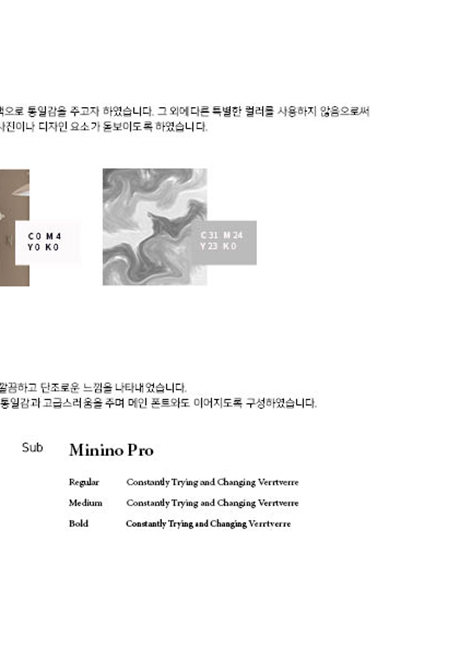 색으로 통일감을 주고자 하였습니다. 그 외에다른 특별한 컬러를 사용하지 않음으로써
사진이나 디자인 요소가 돋보이도록 하였습니다.
C 0 M 4
Y 0 K 0
C 31 M 24
Y 23 K 0
깔끔하고 단조로운 느낌을 나타내었습니다.
통일감과 고급스러움을 주며 메인 폰트와도 이어지도록 구성하였습니다.
Sub Minino Pro
Regular Constantly Trying and Changing Verrtverre
Medium Constantly Trying and Changing Verrtverre
Bold Constantly Trying and Changing Verrtverre